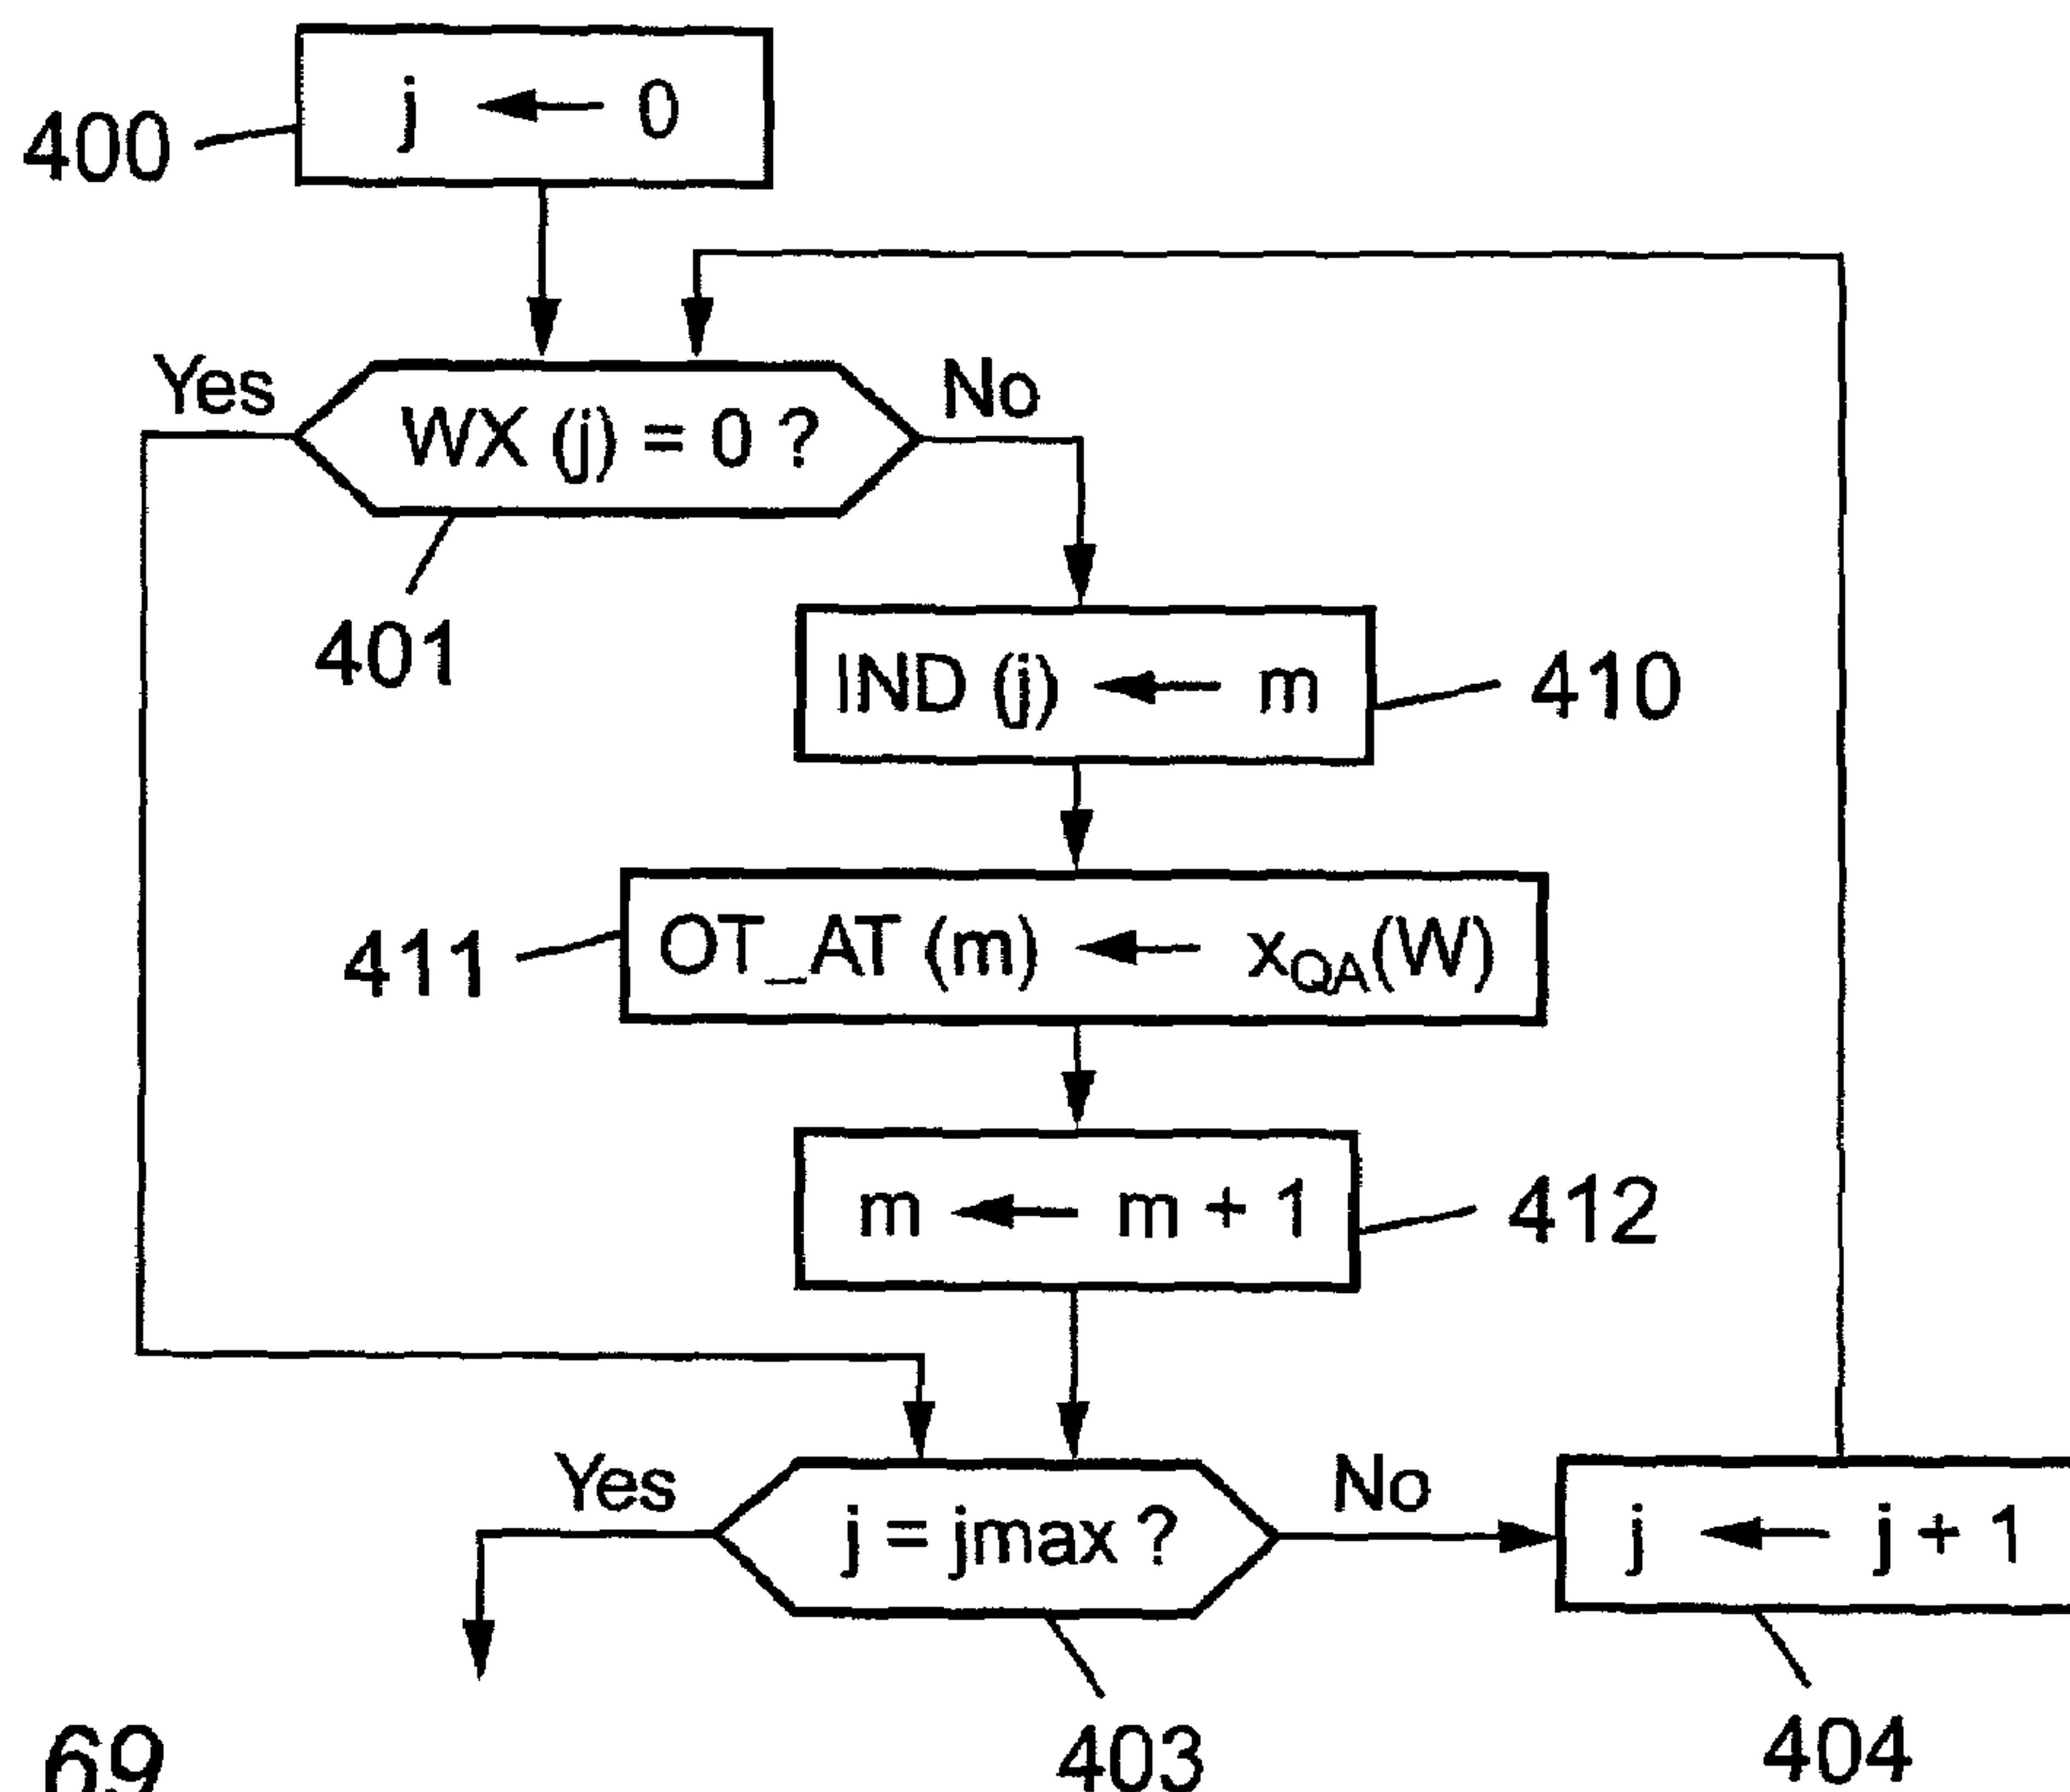 j ← 0
400
Yes
No
WX (j) = 0 ?
401
IND (j) ← m
410
OT_AT (m) ← xQA(W)
411
m ← m + 1
412
Yes
No
j = jmax ?
j ← j + 1
403
404
69